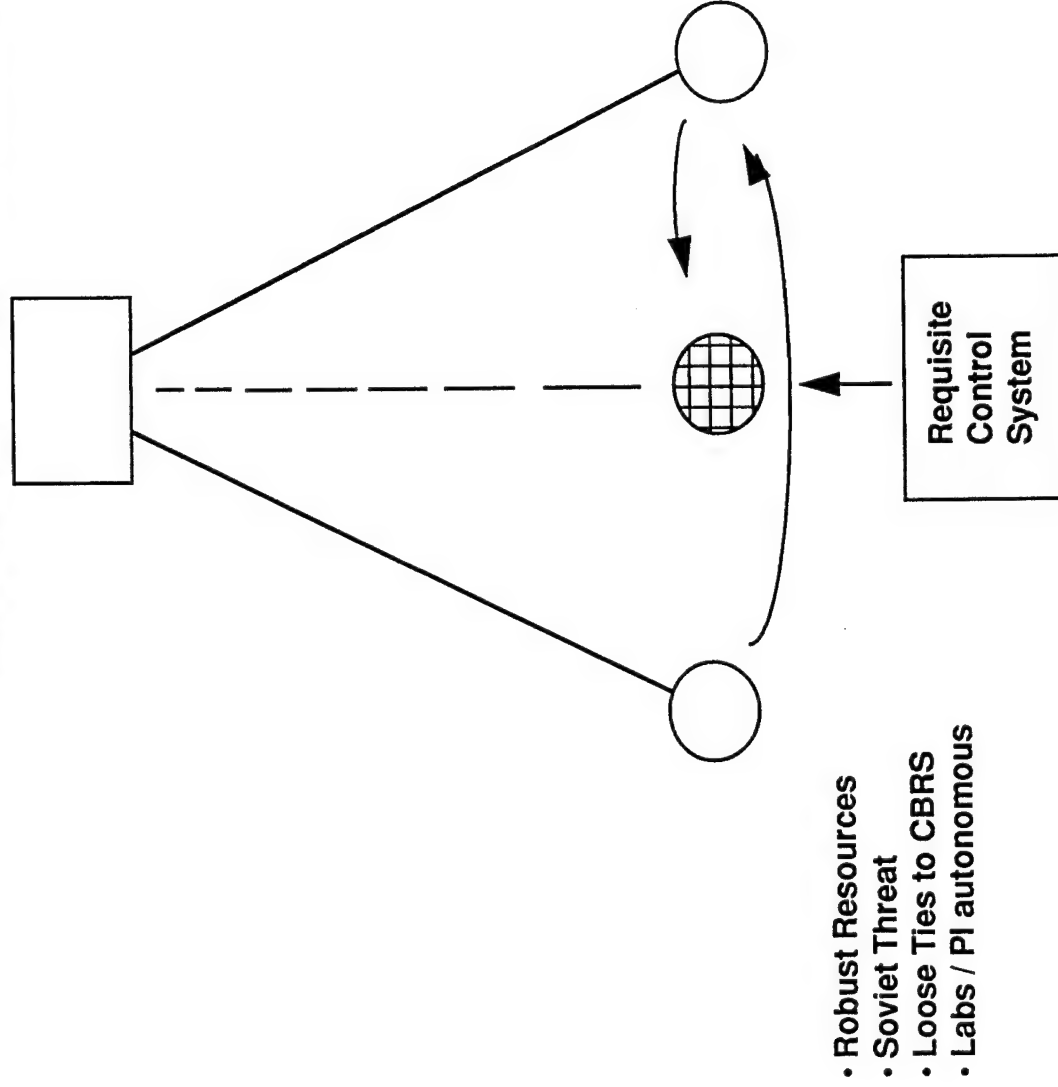 Requisite
Control
System
• Robust Resources
• Soviet Threat
• Loose Ties to CBRS
• Labs / PI autonomous